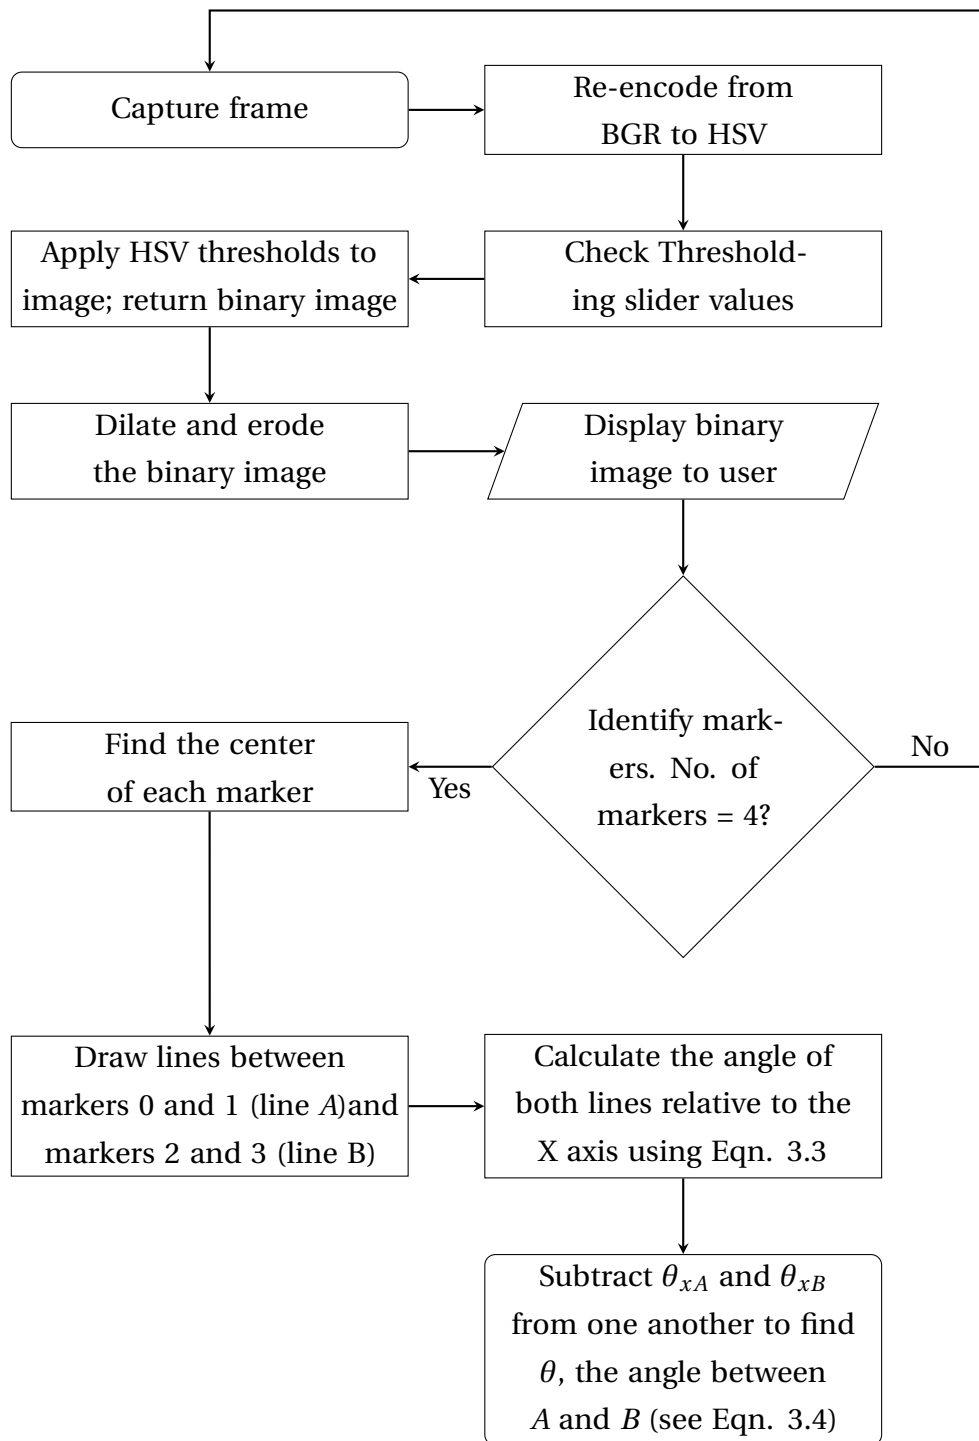 Capture frame
Re-encode from
BGR to HSV
Apply HSV thresholds to
image; return binary image
Check Threshold-
ing slider values
Dilate and erode
the binary image
Display binary
image to user
Identify mark-
ers. No. of
markers = 4?
No
Yes
Find the center
of each marker
Draw lines between
markers 0 and 1 (line A)and
markers 2 and 3 (line B)
Calculate the angle of
both lines relative to the
X axis using Eqn. 3.3
Subtract θxA and θxB
from one another to find
θ, the angle between
A and B (see Eqn. 3.4)